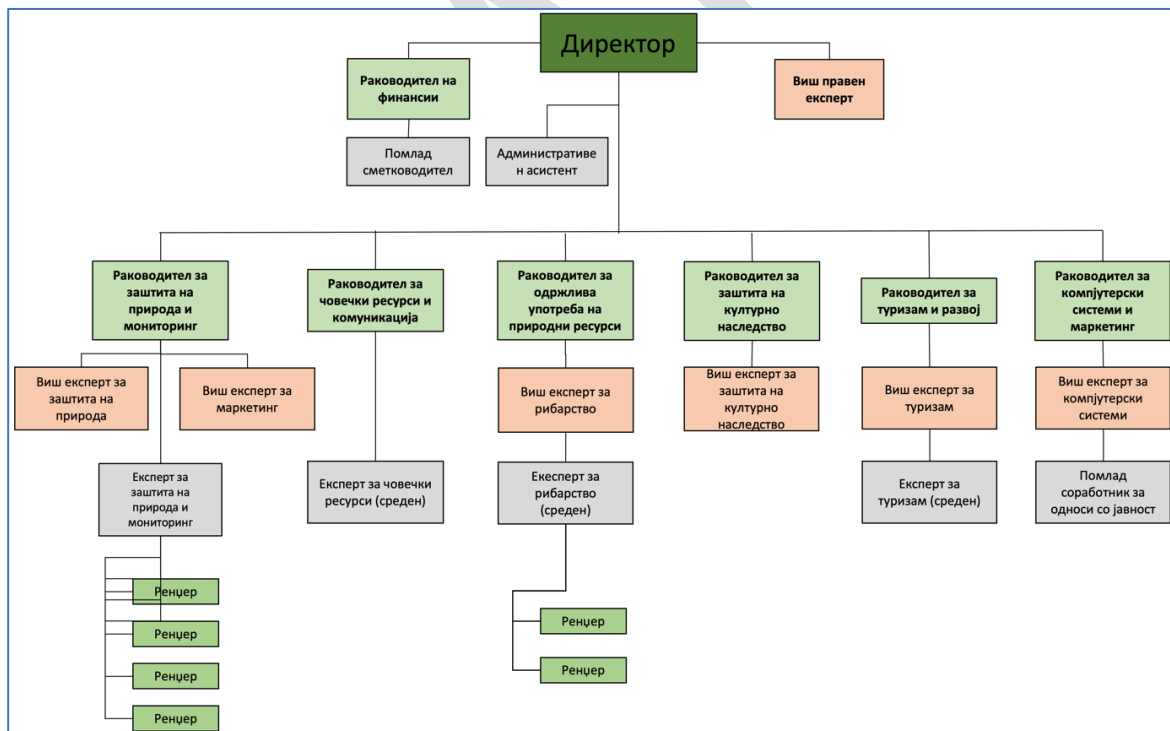 Директор
Раководител на
финансии
Виш правен
експерт
Помлад
сметководител
Административе
н асистент
Раководител за
заштита на
природа и
мониторинг
Раководител за
човечки ресурси и
комуникација
Раководител за
одржлива
употреба на
природни ресурси
Раководител за
заштита на
културно
наследство
Раководител за
туризам и развој
Раководител за
компјутерски
системи и
маркетинг
Виш експерт за
заштита на
природа
Виш експерт за
маркетинг
Виш експерт за
рибарство
Виш експерт за
заштита на
културно
наследство
Виш експерт за
туризам
Виш експерт за
компјутерски
системи
Експерт за
заштита на
природа и
мониторинг
Експерт за човечки
ресурси (среден)
Екесперт за
рибарство
(среден)
Експерт за
туризам (среден)
Помлад
соработник за
односи со јавност
Ренџер
Ренџер
Ренџер
Ренџер
Ренџер
Ренџер